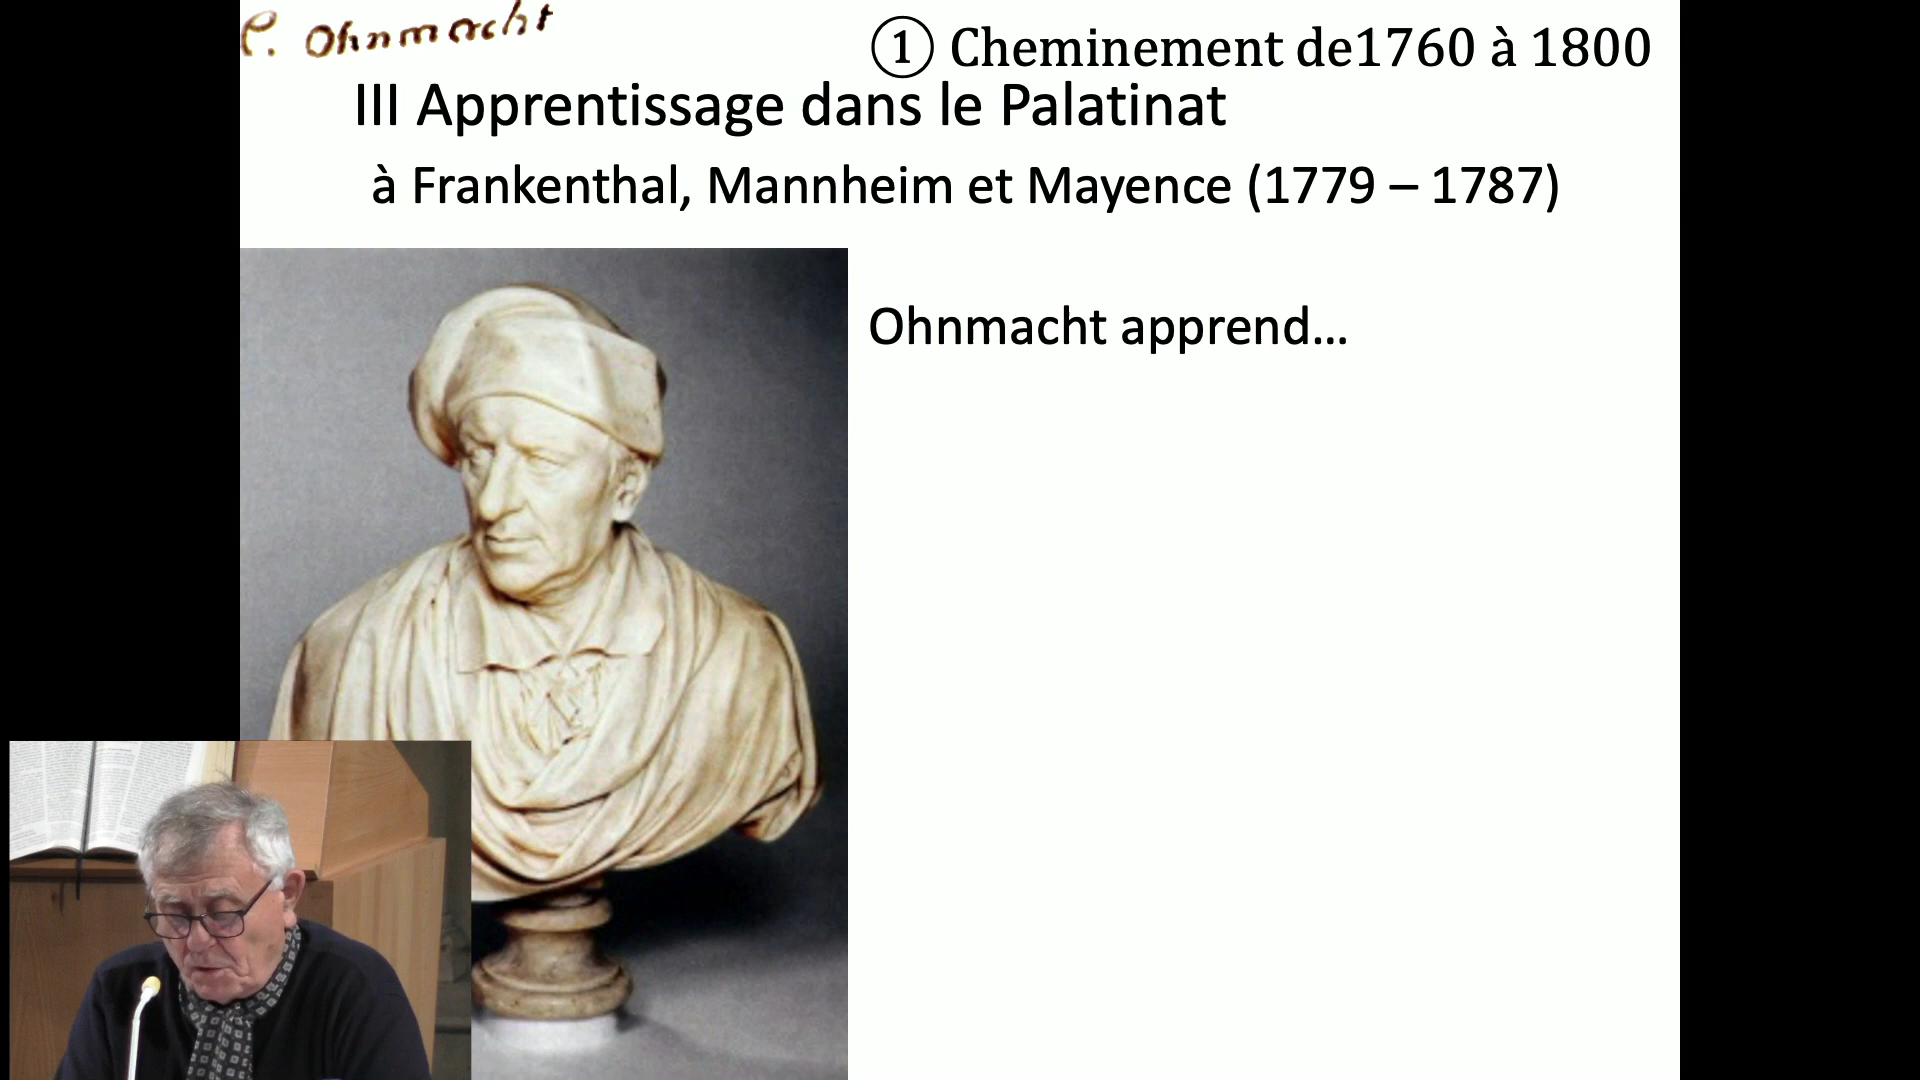 Ohnmacht
① Cheminement de1760 à 1800
III Apprentissage dans le Palatinat
à Frankenthal, Mannheim et Mayence (1779 – 1787)
Ohnmacht apprend...